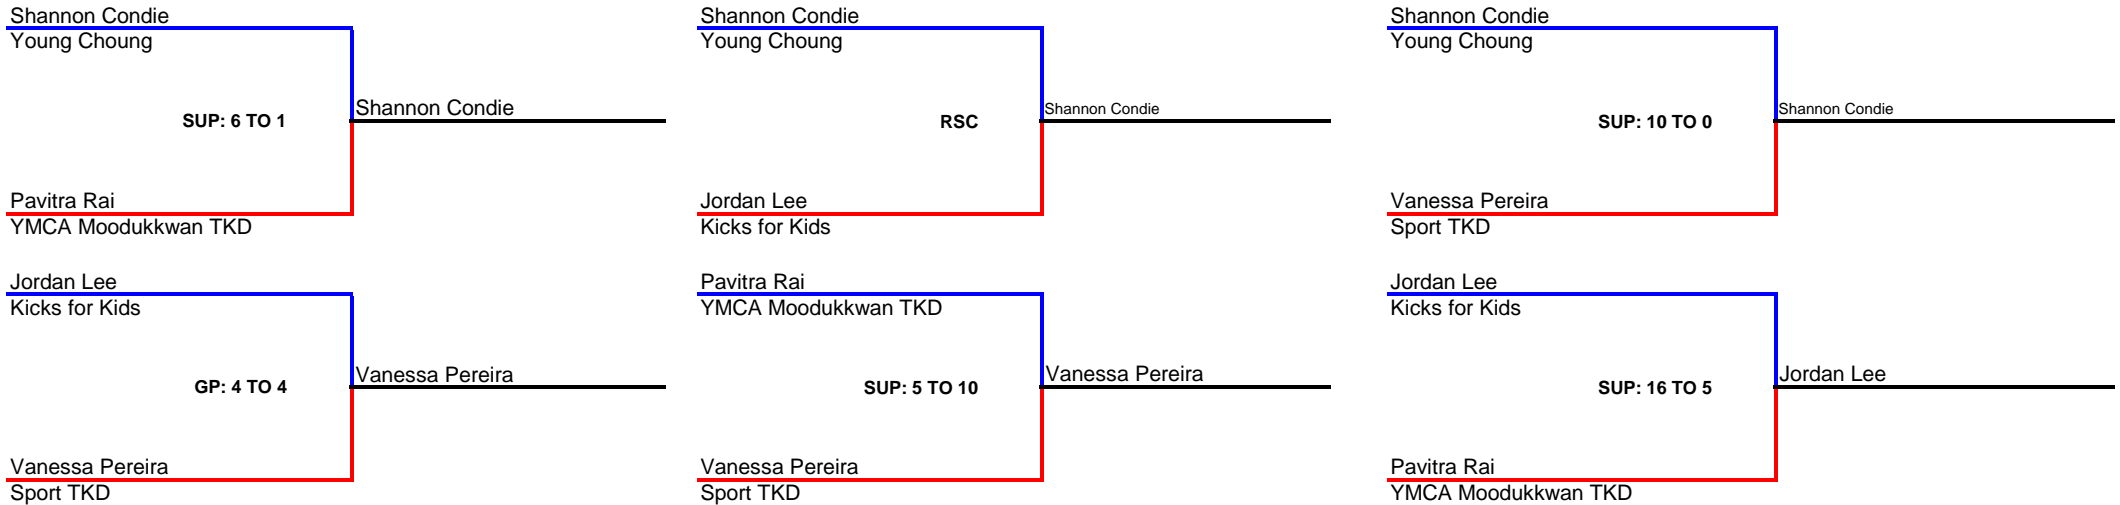 Shannon Condie
Young Choung
SUP: 6 TO 1
Shannon Condie
Pavitra Rai
YMCA Moodukkwan TKD
Shannon Condie
Young Choung
RSC
Shannon Condie
Jordan Lee
Kicks for Kids
Shannon Condie
Young Choung
SUP: 10 TO 0
Shannon Condie
Vanessa Pereira
Sport TKD
Jordan Lee
Kicks for Kids
GP: 4 TO 4
Vanessa Pereira
Vanessa Pereira
Sport TKD
Pavitra Rai
YMCA Moodukkwan TKD
SUP: 5 TO 10
Vanessa Pereira
Vanessa Pereira
Sport TKD
Jordan Lee
Kicks for Kids
SUP: 16 TO 5
Jordan Lee
Pavitra Rai
YMCA Moodukkwan TKD